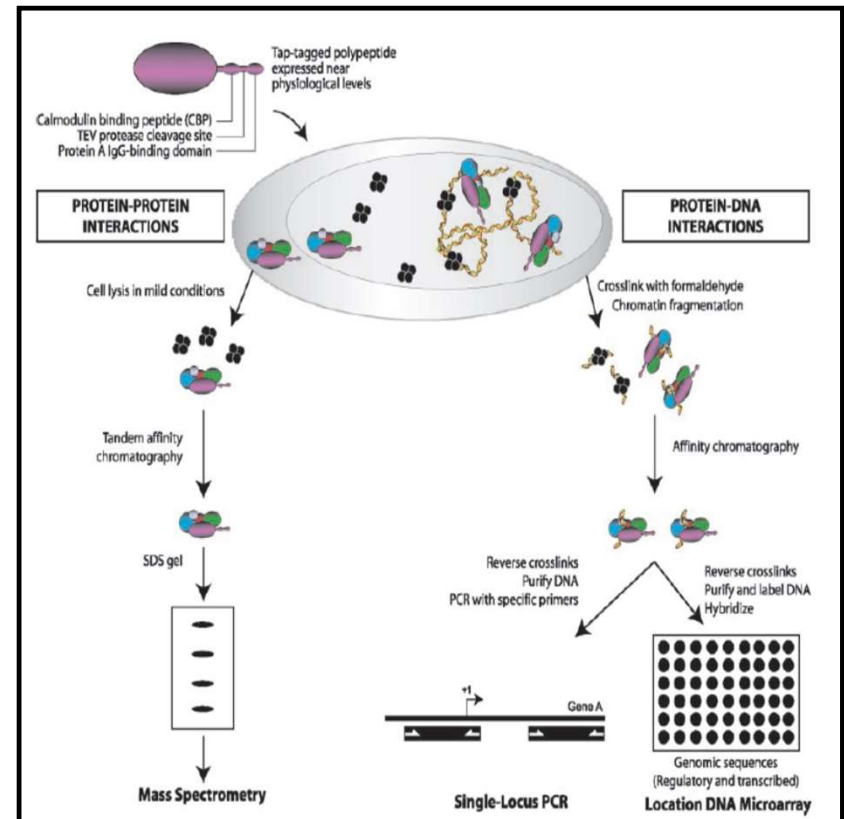 Tap-tagged polypeptide
expressed near
physiological levels
Calmodulin binding peptide (CBP)
TEV protease cleavage site
Protein A IgG-binding domain
PROTEIN-PROTEIN
INTERACTIONS
PROTEIN-DNA
INTERACTIONS
Cell lysis in mild conditions
Crosslink with formaldehyde
Chromatin fragmentation
Tandem affinity
chromatography
Affinity chromatography
SDS gel
Reverse crosslinks
Purify DNA
PCR with specific primers
Reverse crosslinks
Purify and label DNA
Hybridize
+1
Gene A
Genomic sequences
(Regulatory and transcribed)
Mass Spectrometry
Single-Locus PCR
Location DNA Microarray